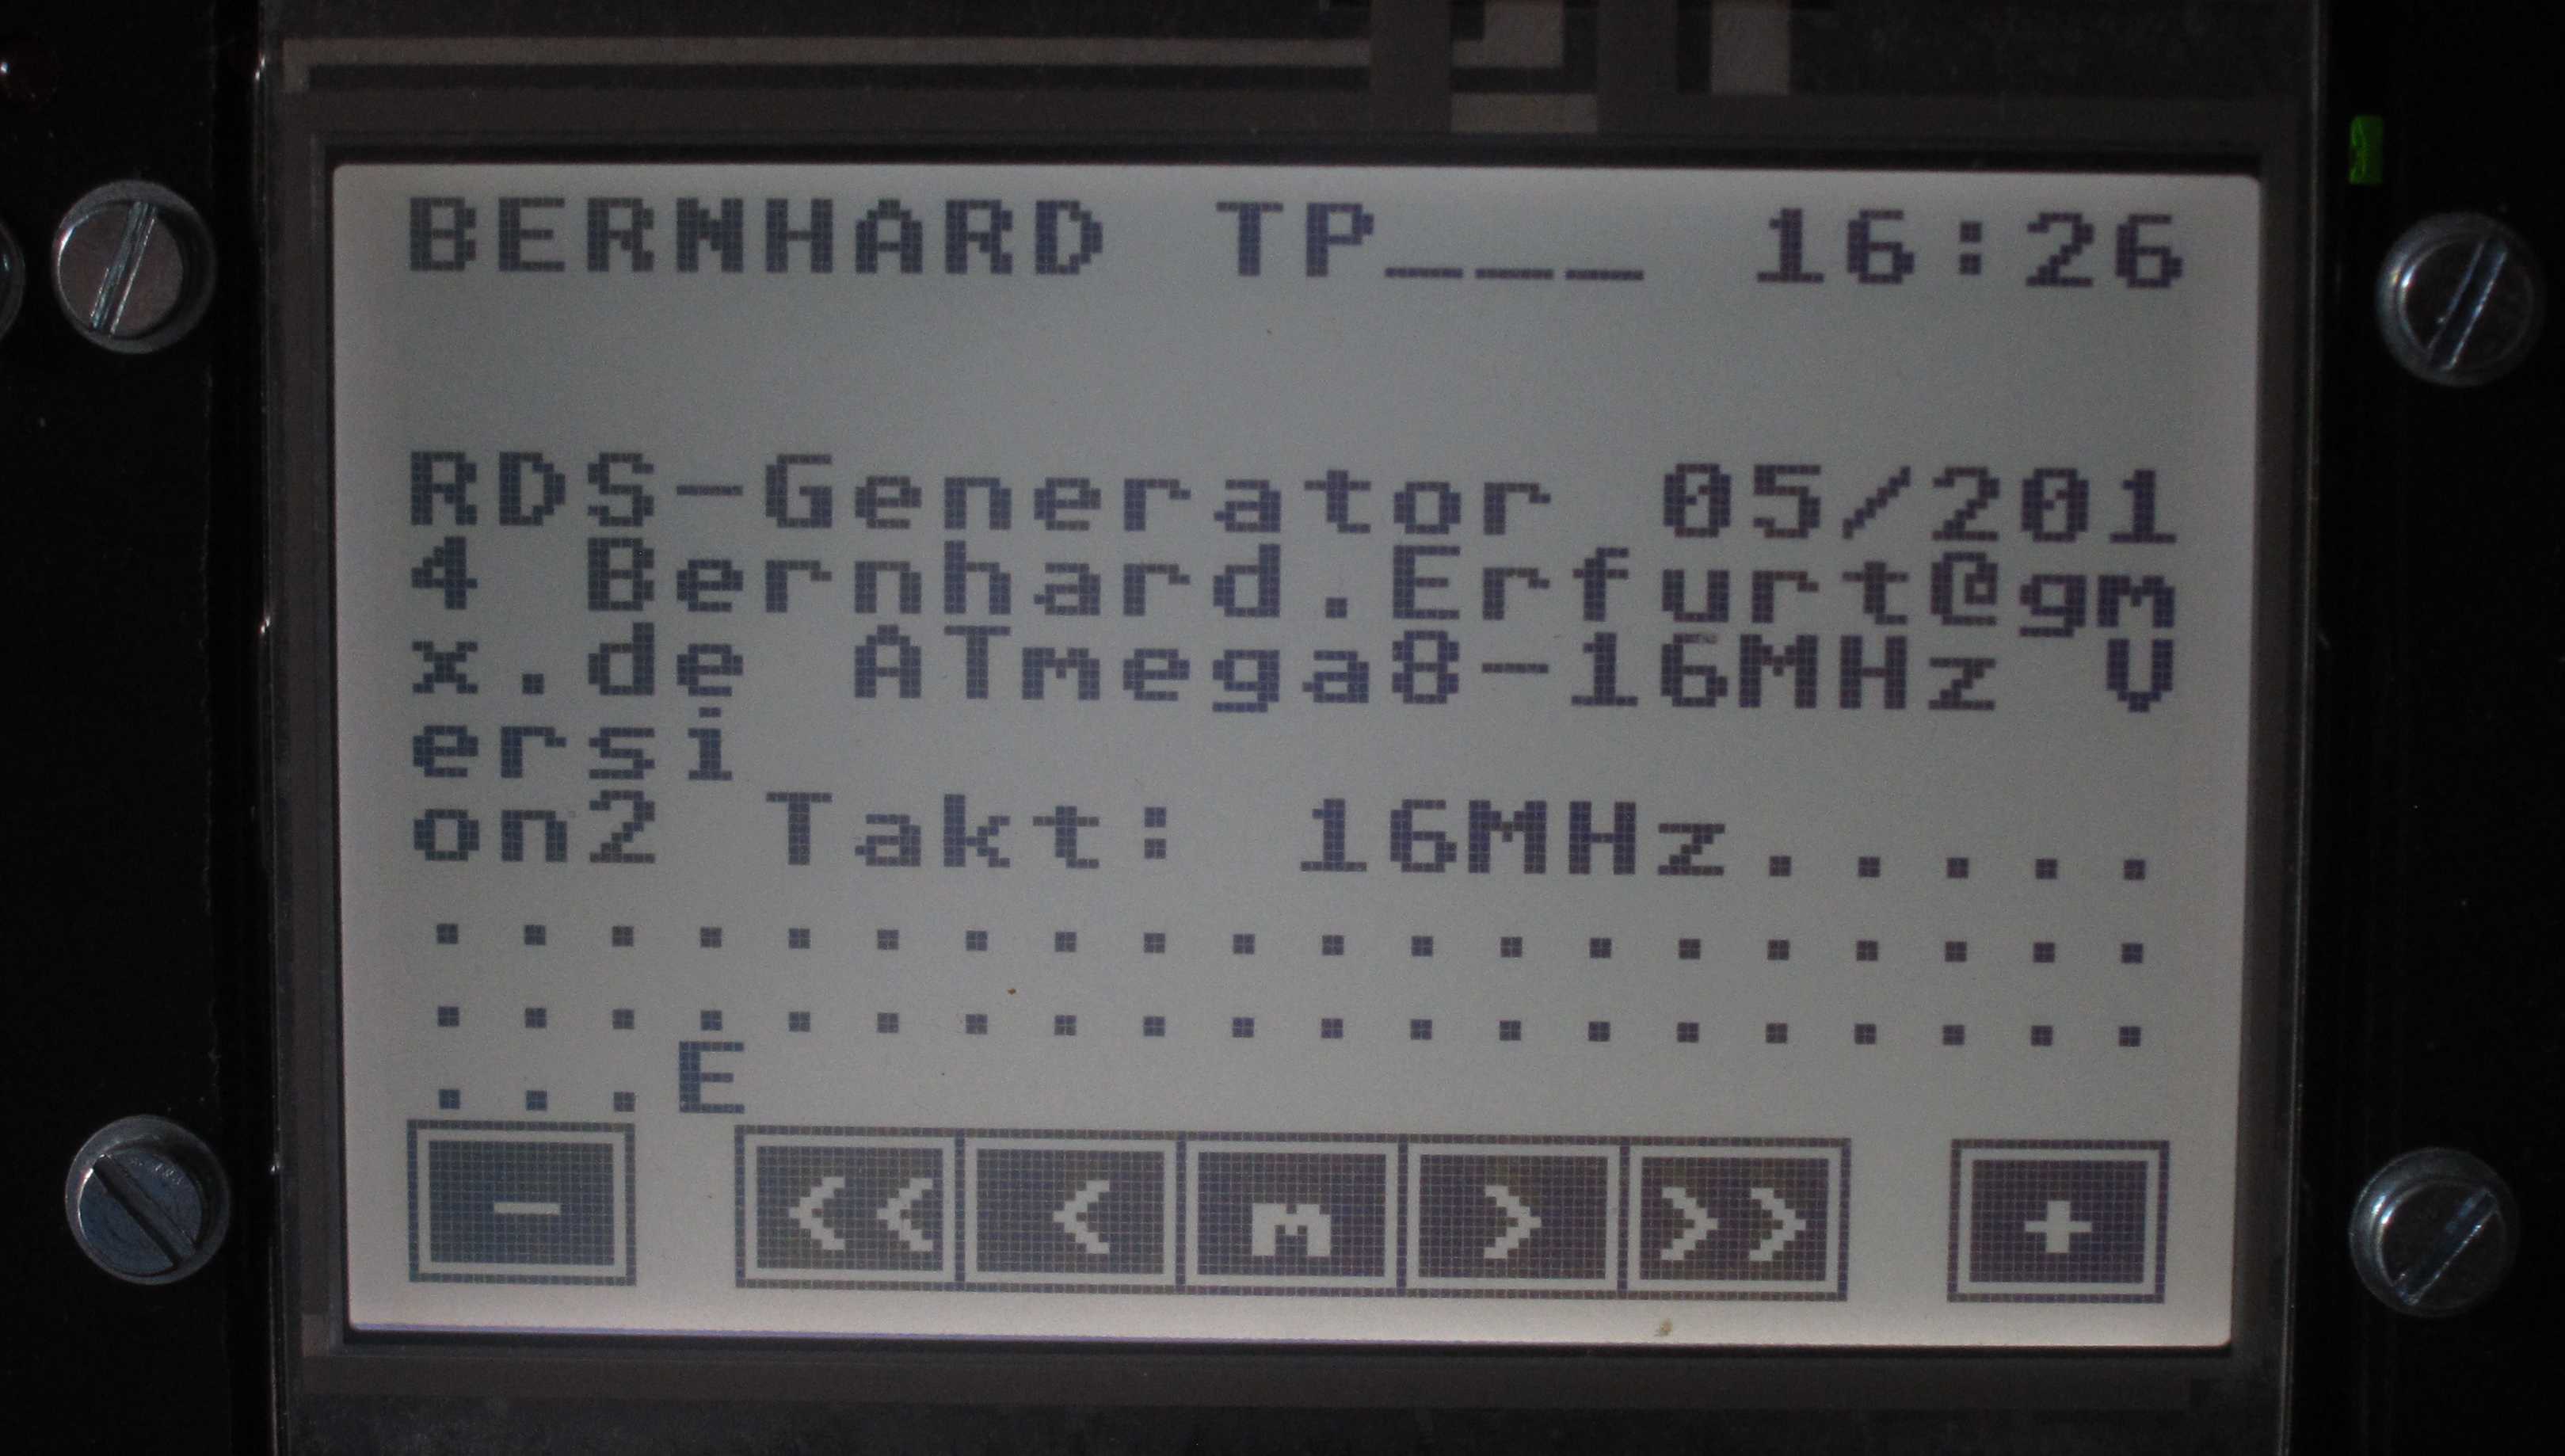 BERNHARD TP___ 16:26
RDS-Generator 05/201
4 Bernhard.Erfurt@gm
x.de ATmega8-16MHz V
ersi
on2 Takt: 16MHz.....
....................
....................
...E
- << < m > >> +